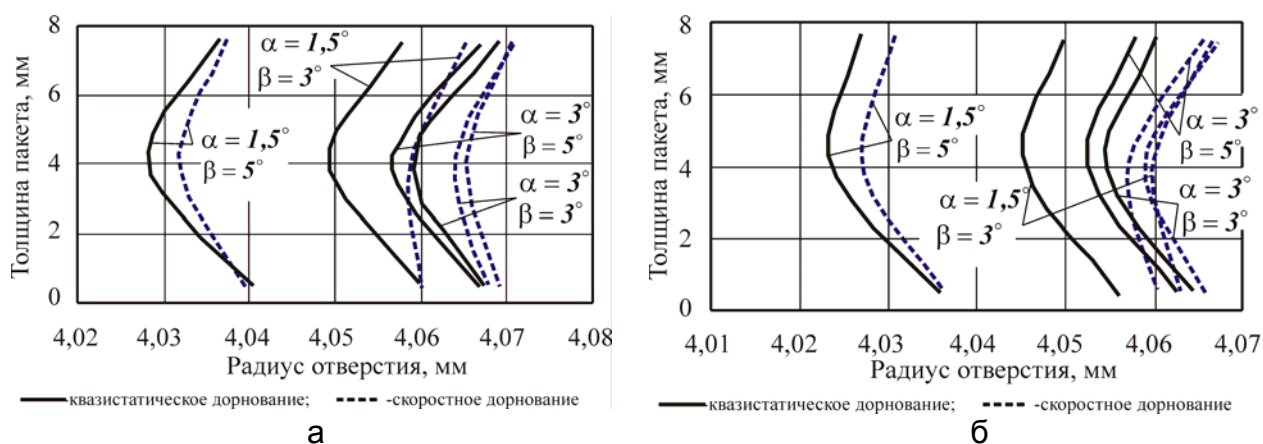 Толщина пакета, мм
8
6
4
2
0
α = 1,5°
β = 3°
α = 1,5°
β = 5°
α = 3°
β = 5°
α = 3°
β = 3°
4,02 4,03 4,04 4,05 4,06 4,07 4,08
Радиус отверстия, мм
квазистатическое дорнование; -скоростное дорнование
а
Толщина пакета, мм
8
6
4
2
0
α = 1,5°
β = 5°
α = 3°
β = 5°
α = 1,5°
β = 3°
α = 3°
β = 3°
4,01 4,02 4,03 4,04 4,05 4,06 4,07
Радиус отверстия, мм
квазистатическое дорнование; -скоростное дорнование
б